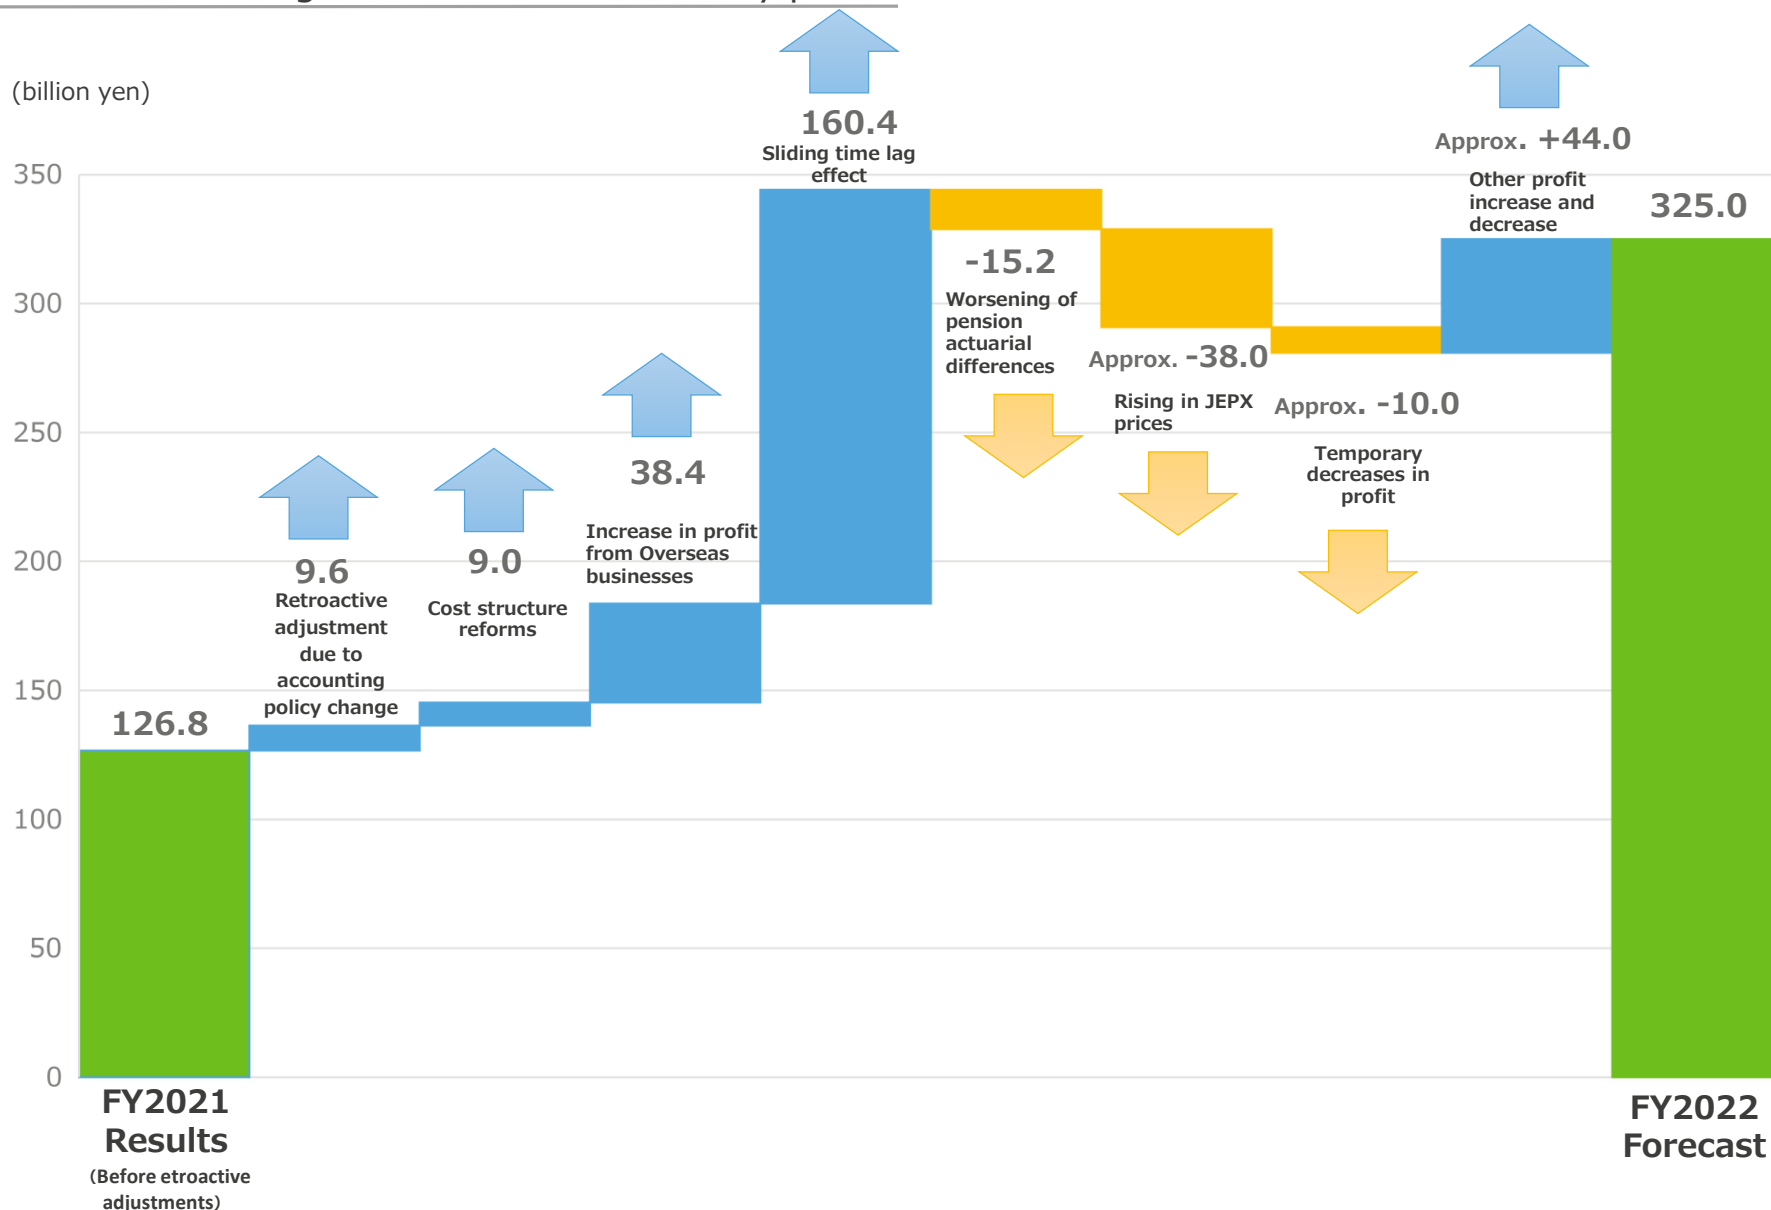 (billion yen)
160.4
Sliding time lag
effect
Approx. +44.0
Other profit
increase and
decrease
325.0
350
300
250
200
150
100
50
0
-15.2
Worsening of
pension
actuarial
differences
Approx. -38.0
Rising in JEPX
prices
Approx. -10.0
Temporary
decreases in
profit
38.4
Increase in profit
from Overseas
businesses
9.6
Retroactive
adjustment
due to
accounting
policy change
9.0
Cost structure
reforms
126.8
FY2021
Results
(Before etroactive
adjustments)
FY2022
Forecast